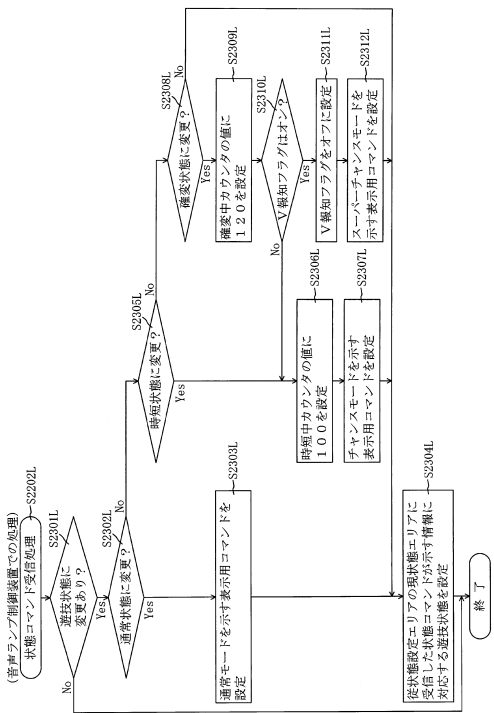 (音声ランプ制御装置での処理)
状態コマンド受信処理
S2202L
遊技状態に
変更あり?
S2301L
No
Yes
通常状態に変更?
S2302L
No
Yes
通常モードを示す表示用コマンドを
設定
S2303L
時短状態に変更?
S2305L
No
Yes
確変状態に変更?
S2308L
No
Yes
確変中カウンタの値に
120を設定
S2309L
V報知フラグはオン?
S2310L
No
Yes
V報知フラグをオフに設定
S2311L
スーパーチャンスモードを
示す表示用コマンドを設定
S2312L
時短中カウンタの値に
100を設定
S2306L
チャンスモードを示す
表示用コマンドを設定
S2307L
従状態設定エリアの現状態エリアに
受信した状態コマンドが示す情報に
対応する遊技状態を設定
S2304L
終了